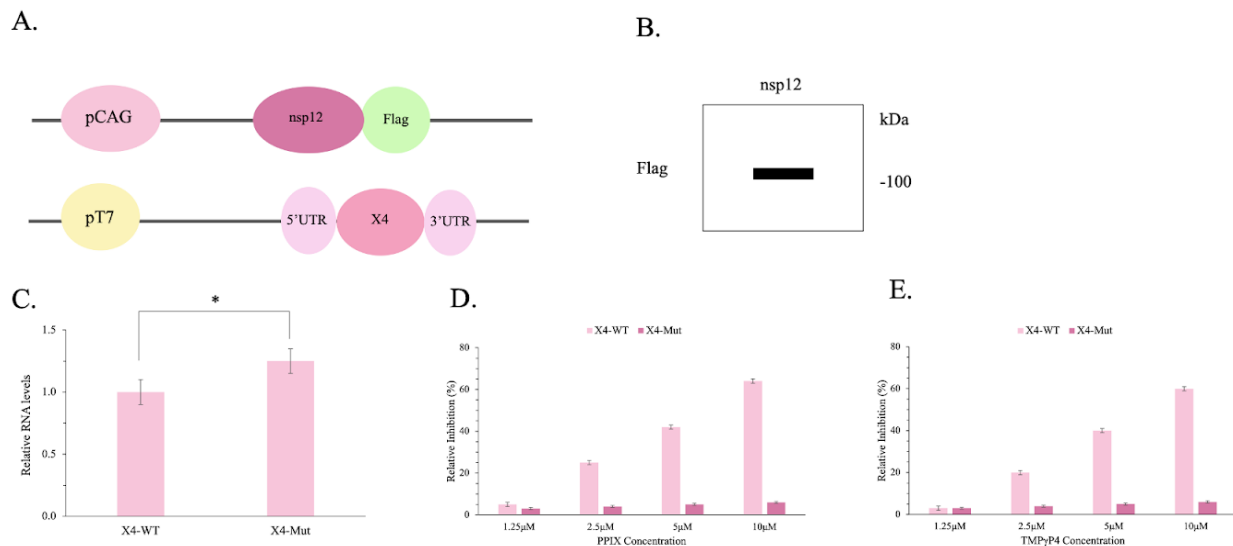 A.
pCAG
nsp12
Flag
pT7
5'UTR
X4
3'UTR
B.
nsp12
kDa
Flag
-100
C.
*
1.5
1.0
0.5
0.0
Relative RNA levels
X4-WT
X4-Mut
D.
X4-WT X4-Mut
80
60
40
20
0
Relative Inhibition (%)
1.25µM 2.5µM 5µM 10µM
PPIX Concentration
E.
X4-WT X4-Mut
80
60
40
20
0
Relative Inhibition (%)
1.25µM 2.5µM 5µM 10µM
TMPγP4 Concentration